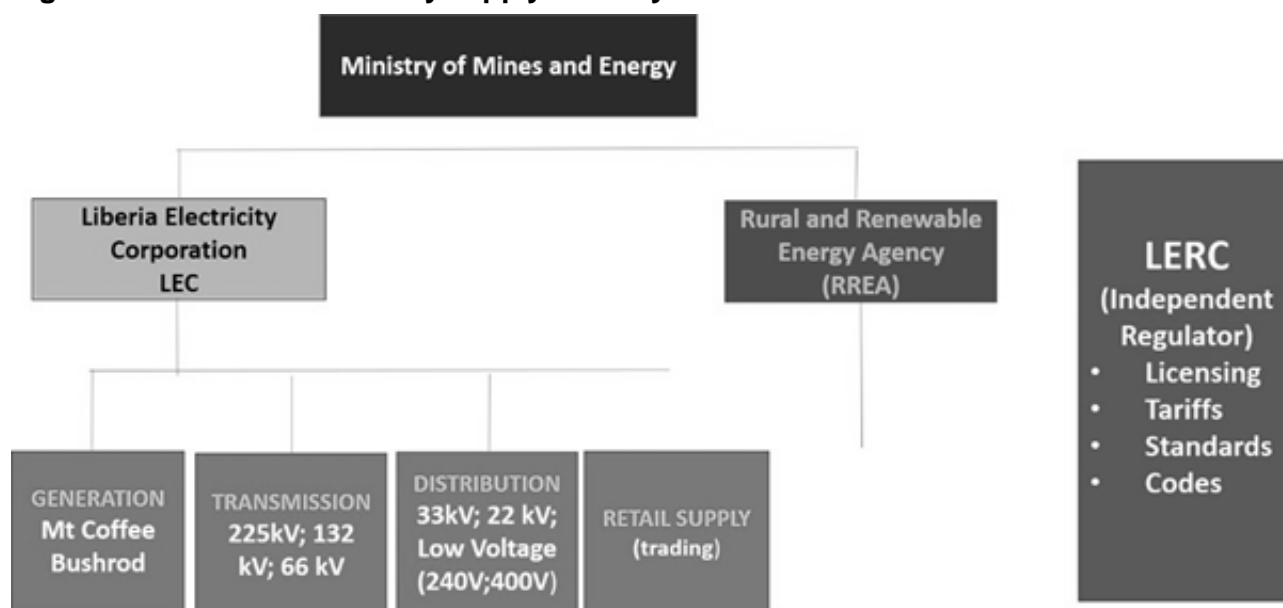 Ministry of Mines and Energy
Liberia Electricity
Corporation
LEC
Rural and Renewable
Energy Agency
(RREA)
LERC
(Independent
Regulator)
• Licensing
• Tariffs
• Standards
• Codes
GENERATION
Mt Coffee
Bushrod
TRANSMISSION
225kV; 132
kV; 66 kV
DISTRIBUTION
33kV; 22 kV;
Low Voltage
(240V;400V)
RETAIL SUPPLY
(trading)